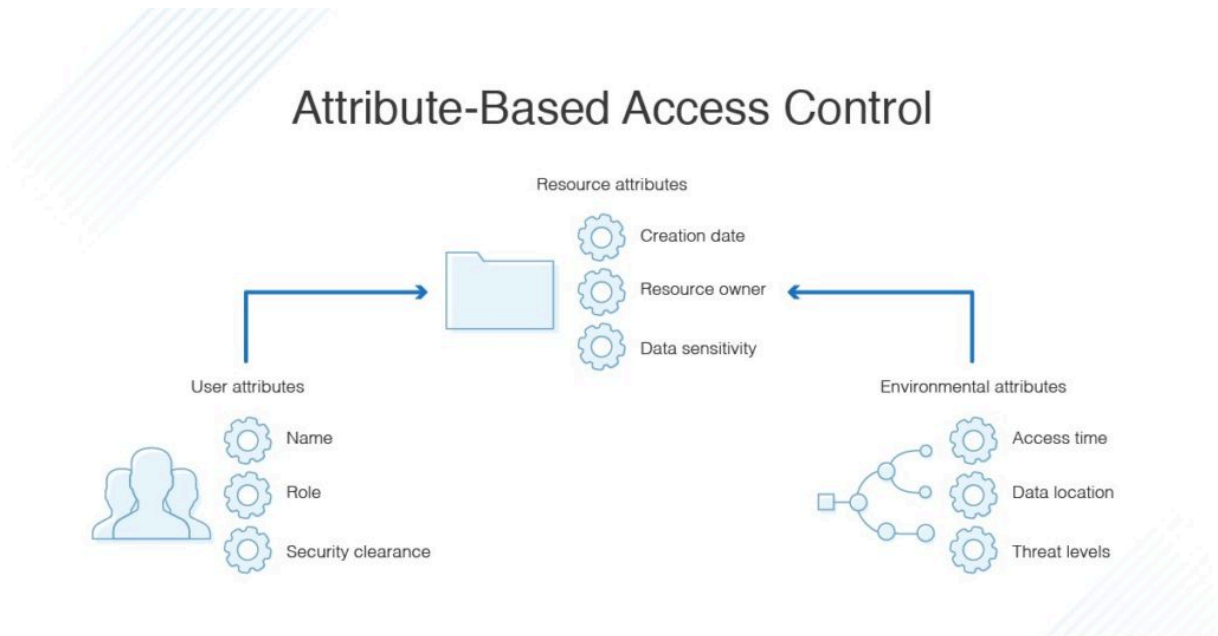 Attribute-Based Access Control
Resource attributes
Creation date
Resource owner
Data sensitivity
User attributes
Name
Role
Security clearance
Environmental attributes
Access time
Data location
Threat levels